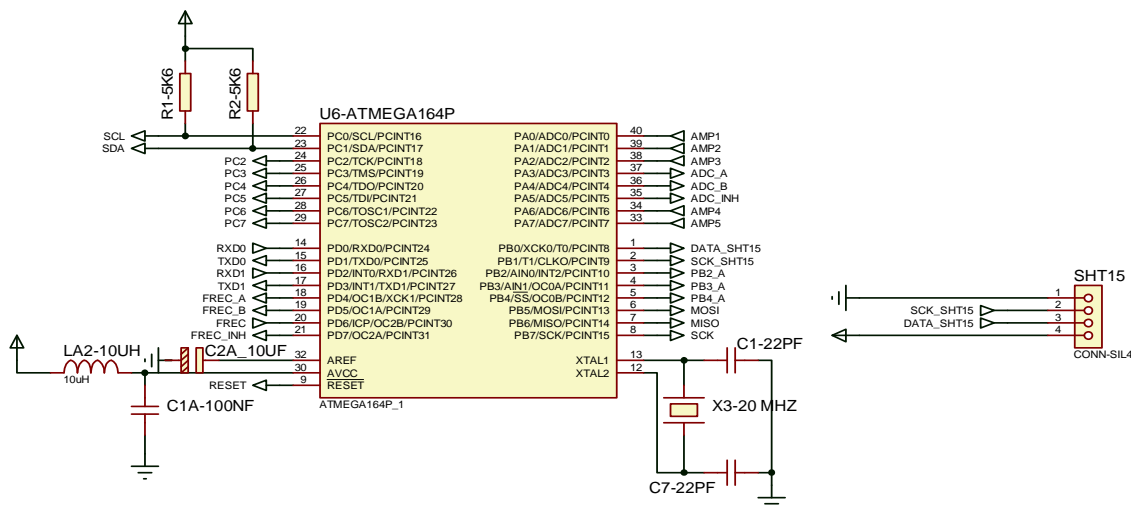 R1-5K6
R2-5K6
U6-ATMEGA164P
SCL 22 PC0/SCL/PCINT16 PA0/ADC0/PCINT0 40 AMP1
SDA 23 PC1/SDA/PCINT17 PA1/ADC1/PCINT1 39 AMP2
PC2 24 PC2/TCK/PCINT18 PA2/ADC2/PCINT2 38 AMP3
PC3 25 PC3/TMS/PCINT19 PA3/ADC3/PCINT3 37 ADC_A
PC4 26 PC4/TDO/PCINT20 PA4/ADC4/PCINT4 36 ADC_B
PC5 27 PC5/TDI/PCINT21 PA5/ADC5/PCINT5 35 ADC_INH
PC6 28 PC6/TOSC1/PCINT22 PA6/ADC6/PCINT6 34 AMP4
PC7 29 PC7/TOSC2/PCINT23 PA7/ADC7/PCINT7 33 AMP5
RXD0 14 PD0/RXD0/PCINT24 PB0/XCK0/T0/PCINT8 1 DATA_SHT15
TXD0 15 PD1/TXD0/PCINT25 PB1/T1/CLKO/PCINT9 2 SCK_SHT15
RXD1 16 PD2/INT0/RXD1/PCINT26 PB2/AIN0/INT2/PCINT10 3 PB2_A
TXD1 17 PD3/INT1/TXD1/PCINT27 PB3/AIN1/OC0A/PCINT11 4 PB3_A
FREC_A 18 PD4/OC1B/XCK1/PCINT28 PB4/SS/OC0B/PCINT12 5 PB4_A
FREC_B 19 PD5/OC1A/PCINT29 PB5/MOSI/PCINT13 6 MOSI
FREC 20 PD6/ICP/OC2B/PCINT30 PB6/MISO/PCINT14 7 MISO
FREC_INH 21 PD7/OC2A/PCINT31 PB7/SCK/PCINT15 8 SCK
LA2-10UH
10uH
C2A_10UF
32 AREF XTAL1 13
30 AVCC XTAL2 12
RESET 9 RESET
ATMEGA164P_1
C1A-100NF
C1-22PF
X3-20 MHZ
C7-22PF
SHT15
1
SCK_SHT15 2
DATA_SHT15 3
4
CONN-SIL4